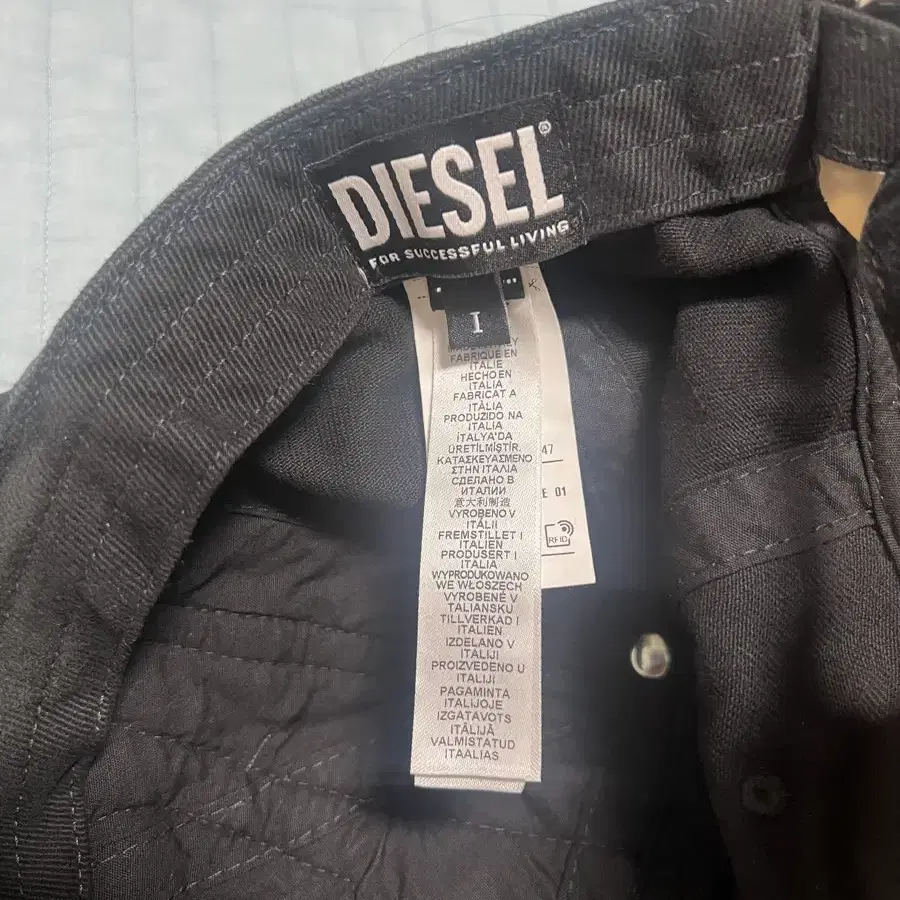 DIESEL®
FOR SUCCESSFUL LIVING
I
FABRIQUÉ EN
ITALIE
HECHO EN
ITALIA
FABRICAT A
ITÀLIA
PRODUZIDO NA
ITALIA
İTALYA'DA
ÜRETİLMİŞTİR.
ΚΑΤΑΣΚΕΥΑΣΜΕΝΟ
ΣΤΗΝ ΙΤΑΛΙΑ
СДЕЛАНО В
ИТАЛИИ
意大利制造
VYROBENO V
ITÁLII
FREMSTILLET I
ITALIEN
PRODUSERT I
ITALIA
WYPRODUKOWANO
WE WŁOSZECH
VYROBENÉ V
TALIANSKU
TILLVERKAD I
ITALIEN
IZDELANO V
ITALIJI
PROIZVEDENO U
ITALIJI
PAGAMINTA
ITALIJOJE
IZGATAVOTS
ITĀLIJĀ
VALMISTATUD
ITAALIAS
47
E 01
RFID